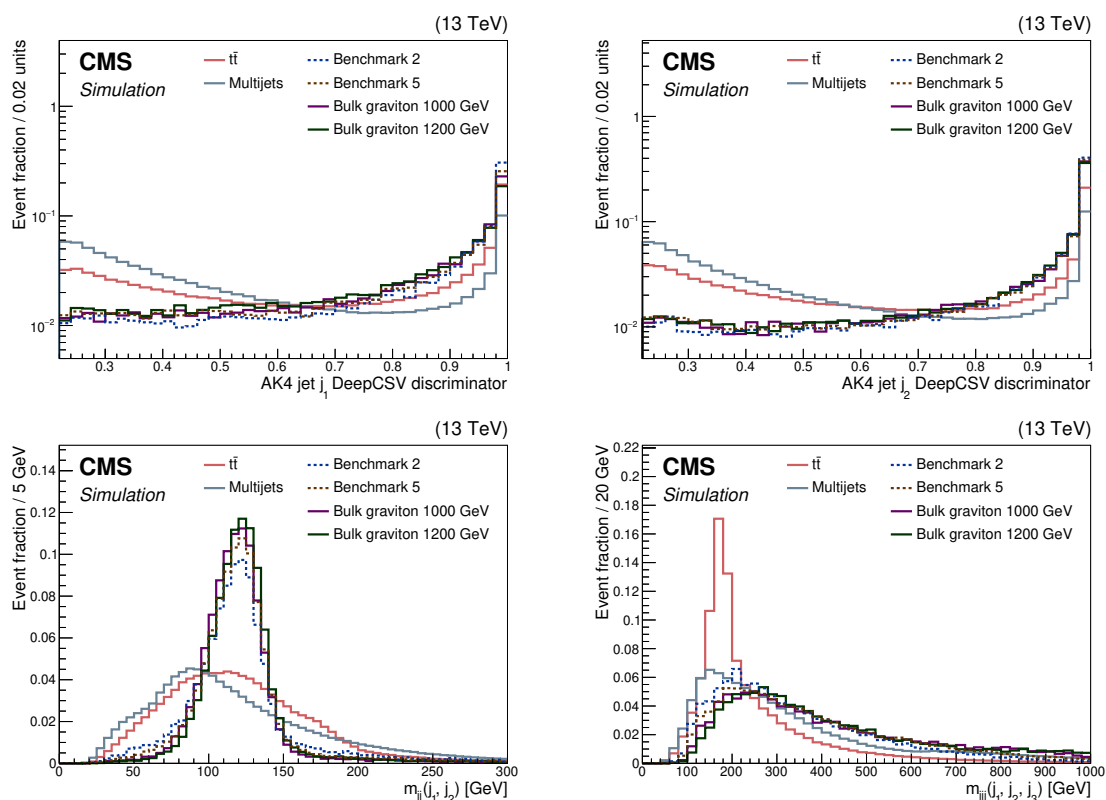 (13 TeV)
CMS
Simulation
tt̄
Multijets
Benchmark 2
Benchmark 5
Bulk graviton 1000 GeV
Bulk graviton 1200 GeV
Event fraction / 0.02 units
1
10⁻¹
10⁻²
0.3 0.4 0.5 0.6 0.7 0.8 0.9 1
AK4 jet j₁ DeepCSV discriminator
(13 TeV)
CMS
Simulation
tt̄
Multijets
Benchmark 2
Benchmark 5
Bulk graviton 1000 GeV
Bulk graviton 1200 GeV
Event fraction / 0.02 units
1
10⁻¹
10⁻²
0.3 0.4 0.5 0.6 0.7 0.8 0.9 1
AK4 jet j₂ DeepCSV discriminator
(13 TeV)
CMS
Simulation
tt̄
Multijets
Benchmark 2
Benchmark 5
Bulk graviton 1000 GeV
Bulk graviton 1200 GeV
Event fraction / 5 GeV
0.14
0.12
0.1
0.08
0.06
0.04
0.02
0
0 50 100 150 200 250 300
m_jj(j₁, j₂) [GeV]
(13 TeV)
CMS
Simulation
tt̄
Multijets
Benchmark 2
Benchmark 5
Bulk graviton 1000 GeV
Bulk graviton 1200 GeV
Event fraction / 20 GeV
0.22
0.2
0.18
0.16
0.14
0.12
0.1
0.08
0.06
0.04
0.02
0
0 100 200 300 400 500 600 700 800 900 1000
m_jjj(j₁, j₂, j₃) [GeV]